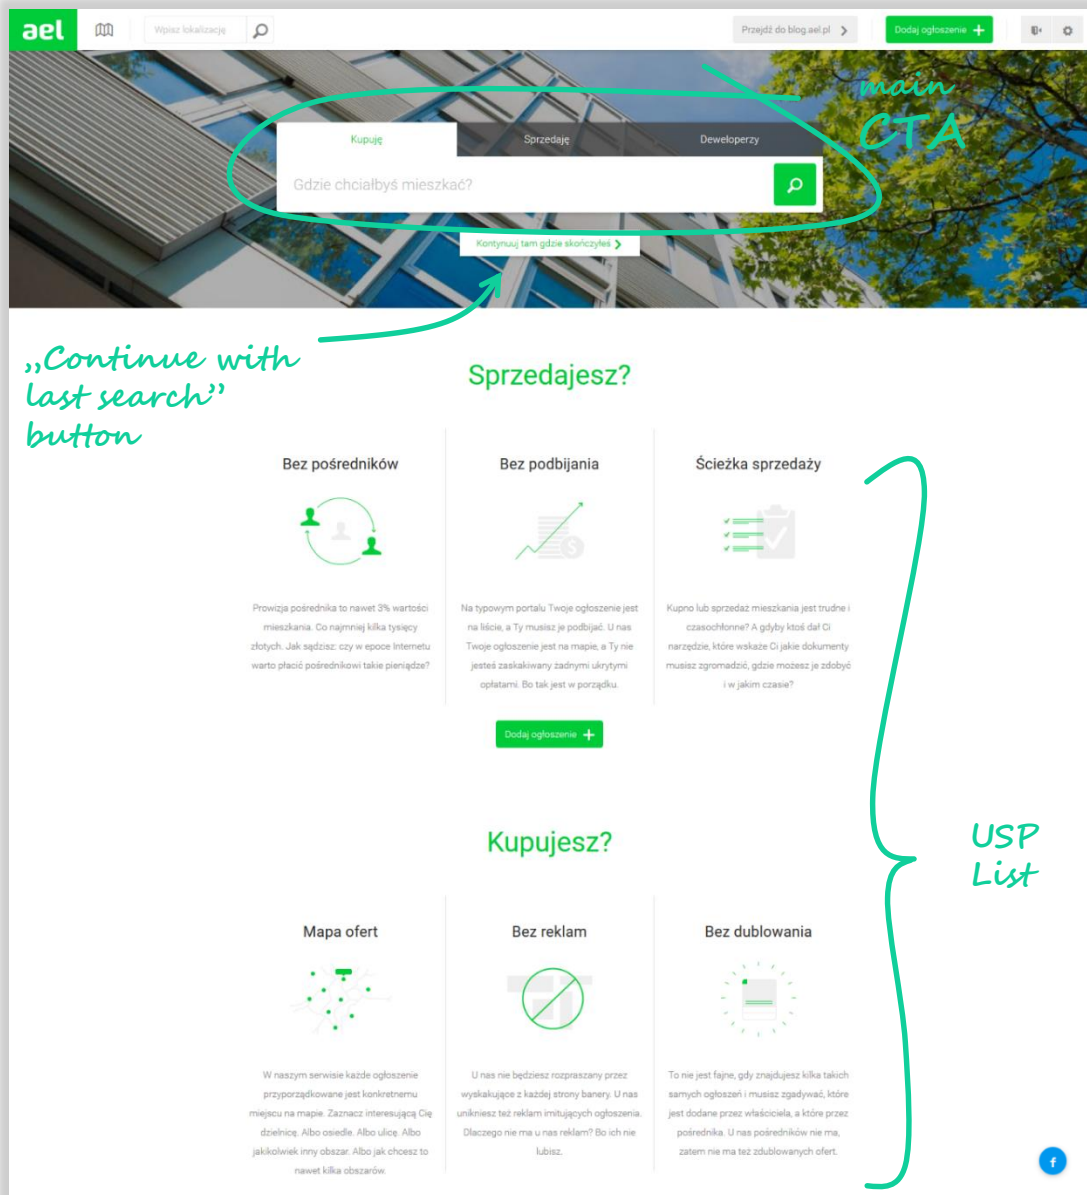 ael
Wpisz lokalizację
Przejdź do blog.ael.pl
Dodaj ogłoszenie
main
CTA
Kupuję
Sprzedaję
Deweloperzy
Gdzie chciałbyś mieszkać?
Kontynuuj tam gdzie skończyłeś
„Continue with
last search”
button
Sprzedajesz?
Bez pośredników
Prowizja pośrednika to nawet 3% wartości
mieszkania. Co najmniej kilka tysięcy
złotych. Jak sądzisz: czy w epoce Internetu
warto płacić pośrednikowi takie pieniądze?
Bez podbijania
Na typowym portalu Twoje ogłoszenie jest
na liście, a Ty musisz je podbijać. U nas
Twoje ogłoszenie jest na mapie, a Ty nie
jesteś zaskakiwany żadnymi ukrytymi
opłatami. Bo tak jest w porządku.
Ścieżka sprzedaży
Kupno lub sprzedaż mieszkania jest trudne i
czasochłonne? A gdyby ktoś dał Ci
narzędzie, które wskaże Ci jakie dokumenty
musisz zgromadzić, gdzie możesz je zdobyć
i w jakim czasie?
Dodaj ogłoszenie
USP
List
Kupujesz?
Mapa ofert
W naszym serwisie każde ogłoszenie
przyporządkowane jest konkretnemu
miejscu na mapie. Zaznacz interesującą Cię
dzielnicę. Albo osiedle. Albo ulicę. Albo
jakikolwiek inny obszar. Albo jak chcesz to
nawet kilka obszarów.
Bez reklam
U nas nie będziesz rozpraszany przez
wyskakujące z każdej strony banery. U nas
unikniesz też reklam imitujących ogłoszenia.
Dlaczego nie ma u nas reklam? Bo ich nie
lubisz.
Bez dublowania
To nie jest fajne, gdy znajdujesz kilka takich
samych ogłoszeń i musisz zgadywać, które
jest dodane przez właściciela, a które przez
pośrednika. U nas pośredników nie ma,
zatem nie ma też zdublowanych ofert.
f